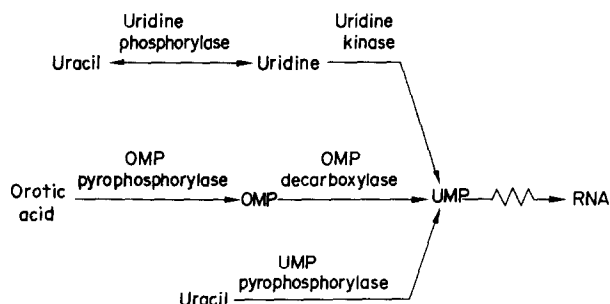 Uridine
phosphorylase
Uridine
kinase
Uracil
Uridine
OMP
pyrophosphorylase
OMP
decarboxylase
Orotic
acid
OMP
UMP
RNA
UMP
pyrophosphorylase
Uracil